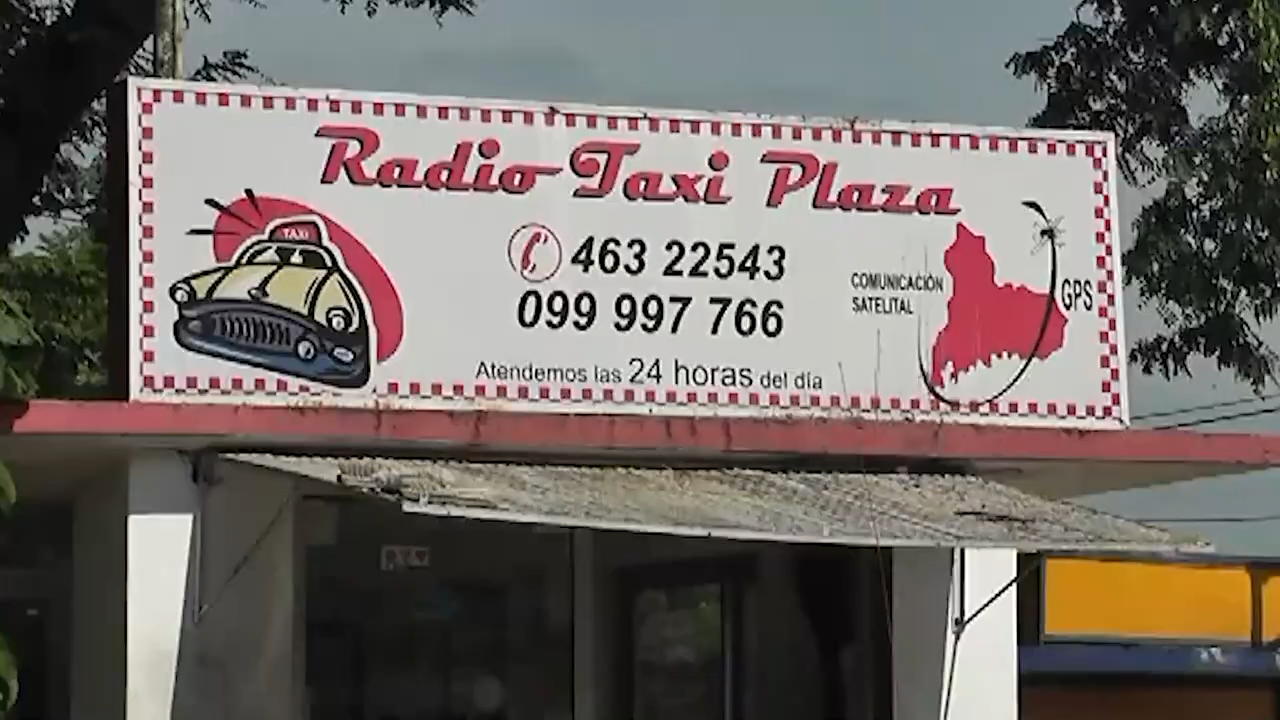 Radio Taxi Plaza
TAXI
463 22543
099 997 766
Atendemos las 24 horas del día
COMUNICACIÓN
SATELITAL
GPS